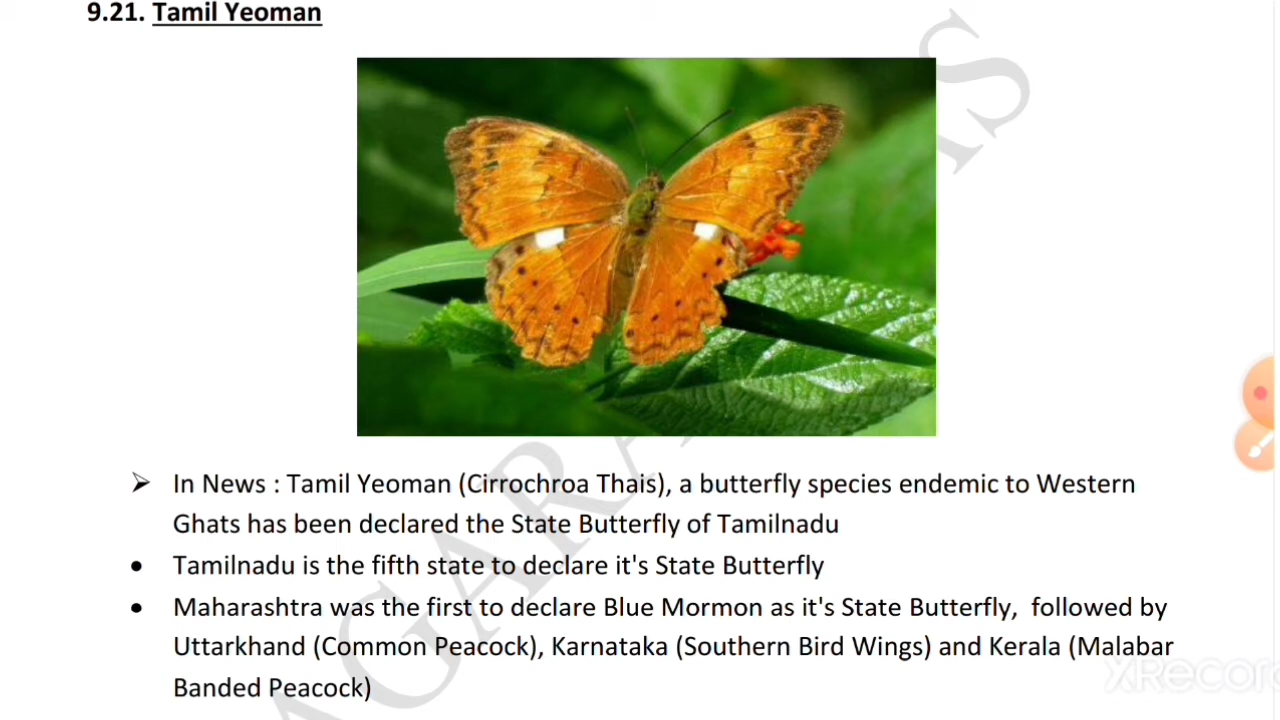 9.21. Tamil Yeoman
In News : Tamil Yeoman (Cirrochroa Thais), a butterfly species endemic to Western
Ghats has been declared the State Butterfly of Tamilnadu
Tamilnadu is the fifth state to declare it's State Butterfly
Maharashtra was the first to declare Blue Mormon as it's State Butterfly, followed by
Uttarkhand (Common Peacock), Karnataka (Southern Bird Wings) and Kerala (Malabar
Banded Peacock)
XRecor